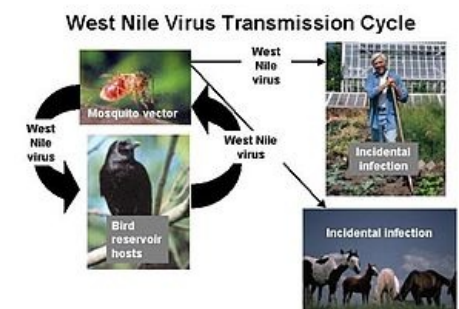 West Nile Virus Transmission Cycle
West
Nile
virus
Mosquito vector
West
Nile
virus
West Nile
virus
Bird
reservoir
hosts
Incidental
infection
Incidental infection